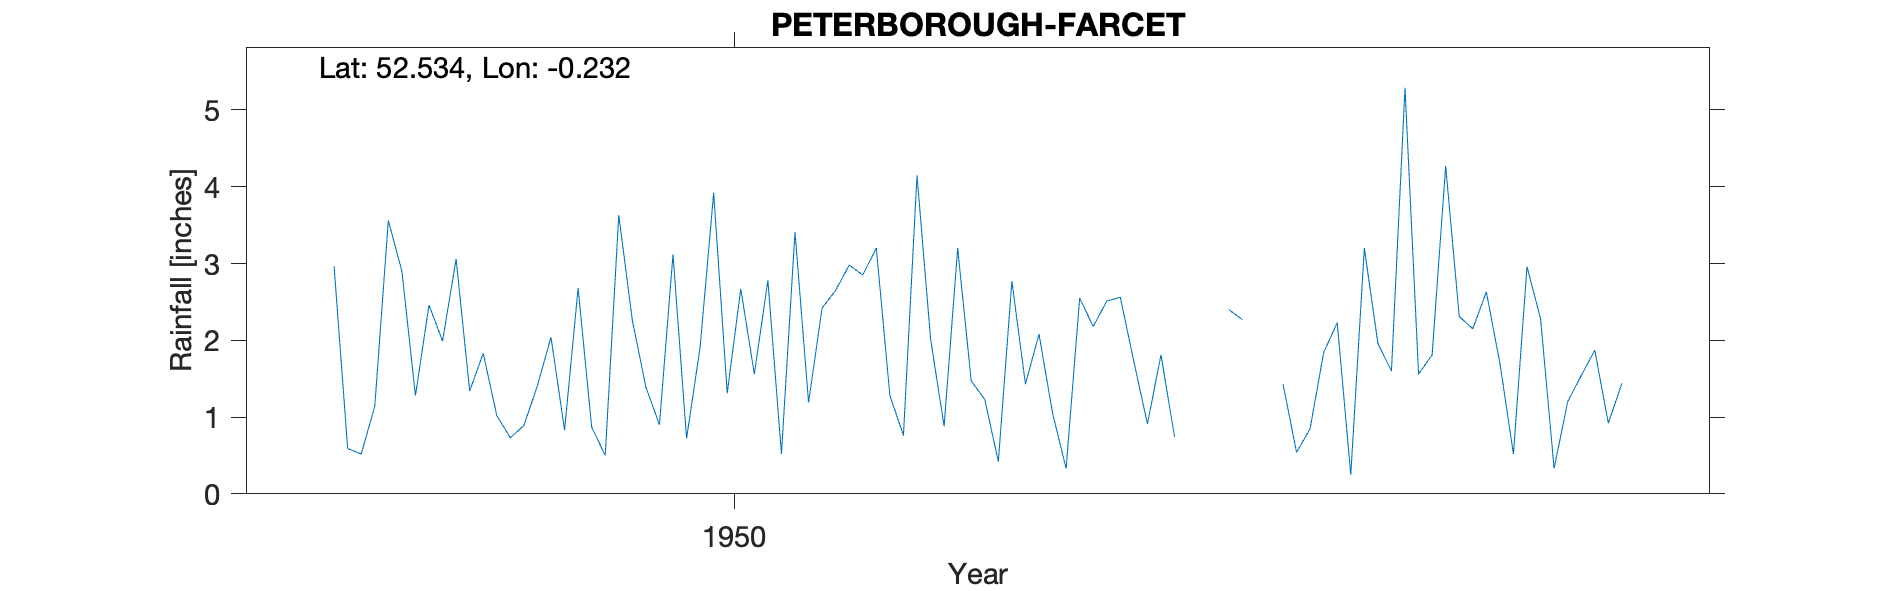 PETERBOROUGH-FARCET
Lat: 52.534, Lon: -0.232
5
4
3
2
1
0
Rainfall [inches]
1950
Year